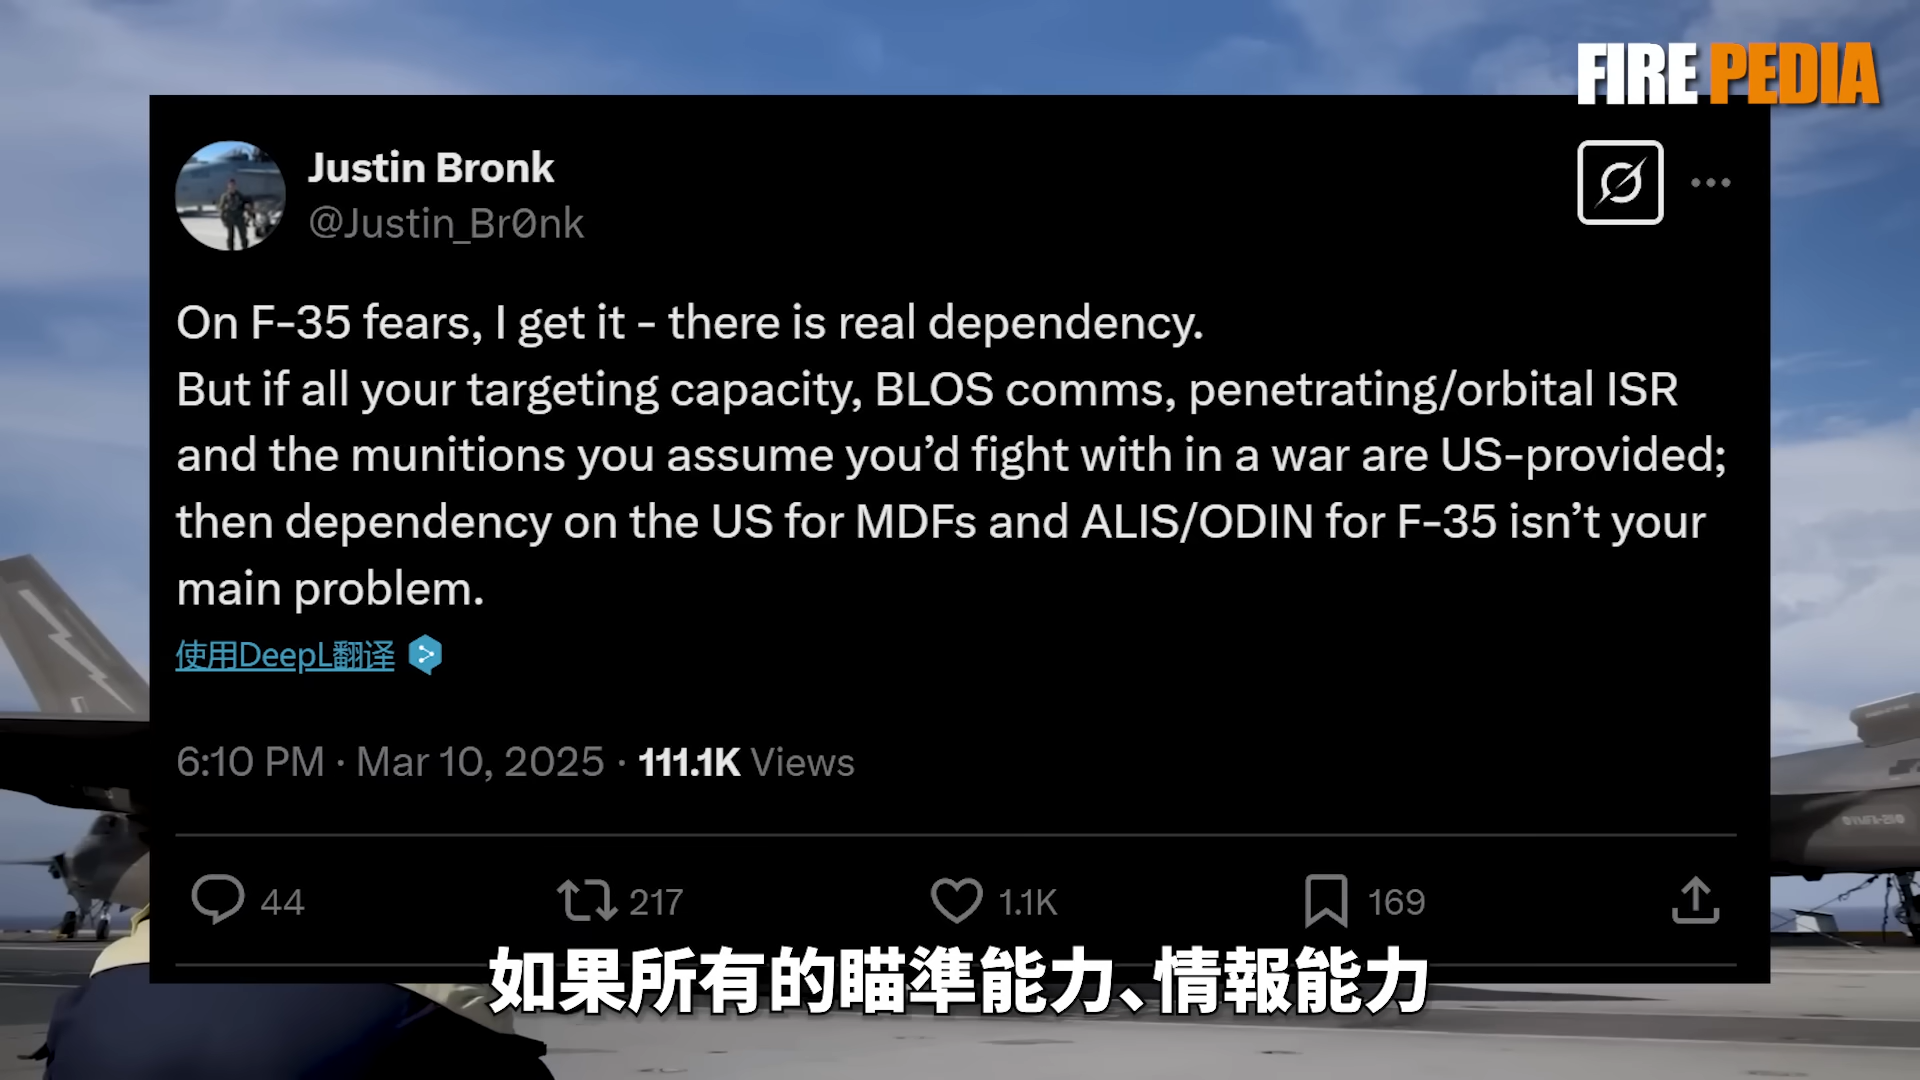 FIRE PEDIA
Justin Bronk
@Justin_Br0nk
On F-35 fears, I get it - there is real dependency.
But if all your targeting capacity, BLOS comms, penetrating/orbital ISR
and the munitions you assume you’d fight with in a war are US-provided;
then dependency on the US for MDFs and ALIS/ODIN for F-35 isn’t your
main problem.
使用DeepL翻译
6:10 PM · Mar 10, 2025 · 111.1K Views
44 217 1.1K 169
如果所有的瞄準能力、情報能力